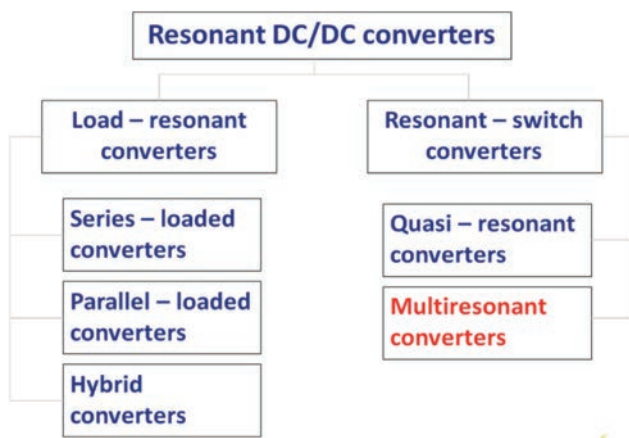 Resonant DC/DC converters
Load – resonant
converters
Resonant – switch
converters
Series – loaded
converters
Quasi – resonant
converters
Parallel – loaded
converters
Multiresonant
converters
Hybrid
converters